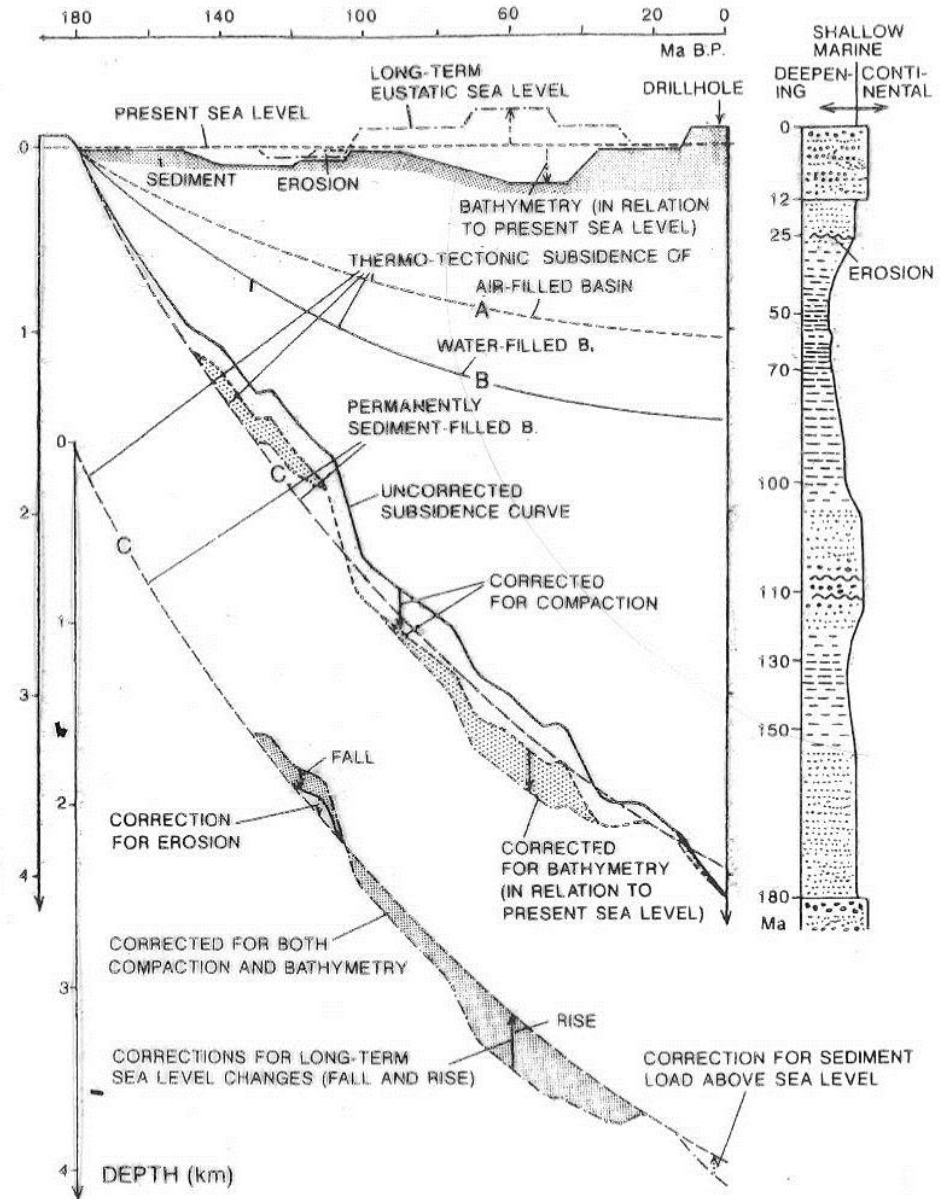 180 140 100 60 20 0
Ma B.P.
SHALLOW
MARINE
DEEPEN-
ING
CONTI-
NENTAL
LONG-TERM
EUSTATIC SEA LEVEL
DRILLHOLE
PRESENT SEA LEVEL
0
SEDIMENT
EROSION
BATHYMETRY (IN RELATION
TO PRESENT SEA LEVEL)
THERMO-TECTONIC SUBSIDENCE OF
AIR-FILLED BASIN
A
WATER-FILLED B.
B
1
PERMANENTLY
SEDIMENT-FILLED B.
C
UNCORRECTED
SUBSIDENCE CURVE
2
CORRECTED
FOR COMPACTION
3
CORRECTED
FOR BATHYMETRY
(IN RELATION TO
PRESENT SEA LEVEL)
4
0
C
1
FALL
2
CORRECTION
FOR EROSION
CORRECTED FOR BOTH
COMPACTION AND BATHYMETRY
3
RISE
CORRECTIONS FOR LONG-TERM
SEA LEVEL CHANGES (FALL AND RISE)
CORRECTION FOR SEDIMENT
LOAD ABOVE SEA LEVEL
4
DEPTH (km)
0
12
25
EROSION
50
70
100
110
130
150
180
Ma